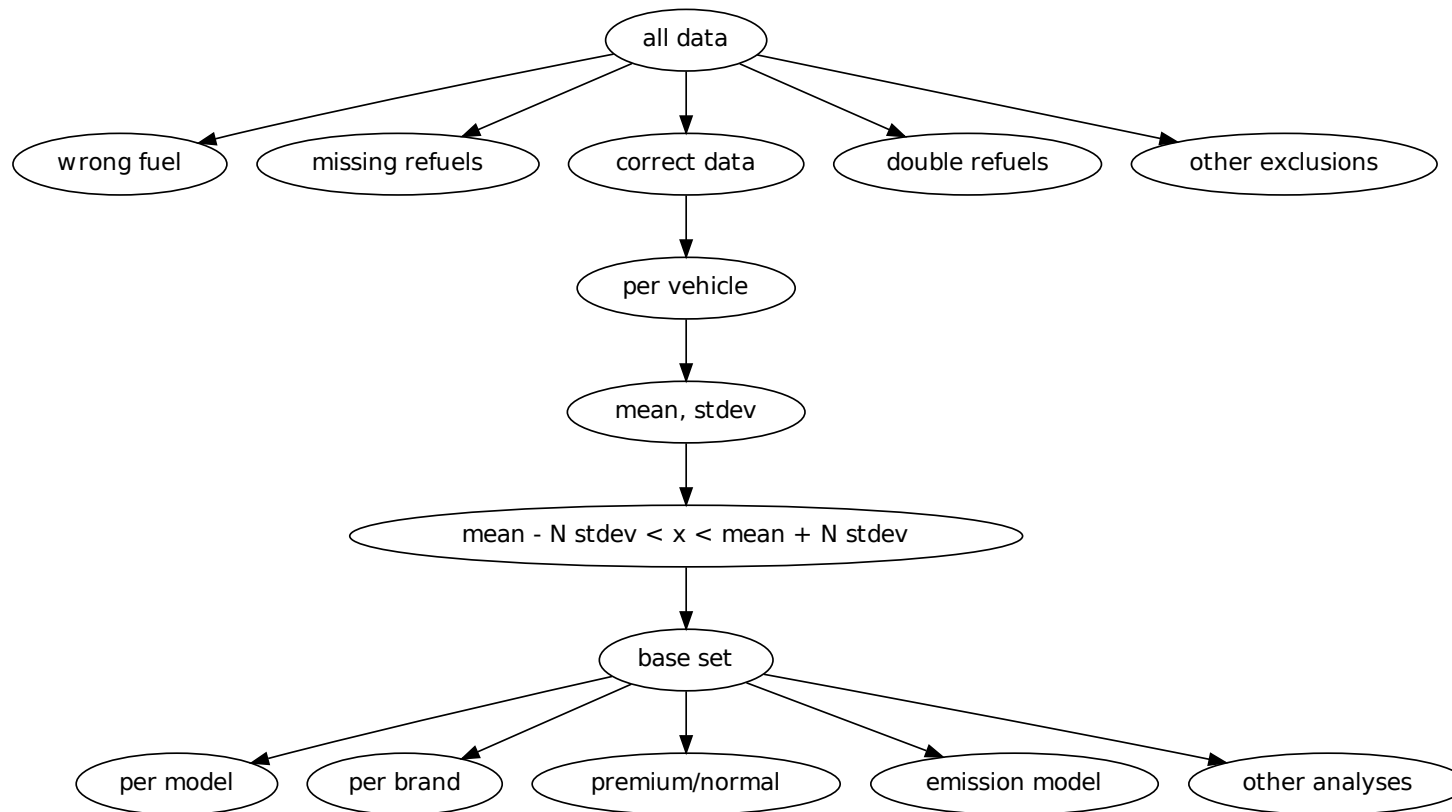 all data
wrong fuel
missing refuels
correct data
double refuels
other exclusions
per vehicle
mean, stdev
mean - N stdev < x < mean + N stdev
base set
per model
per brand
premium/normal
emission model
other analyses